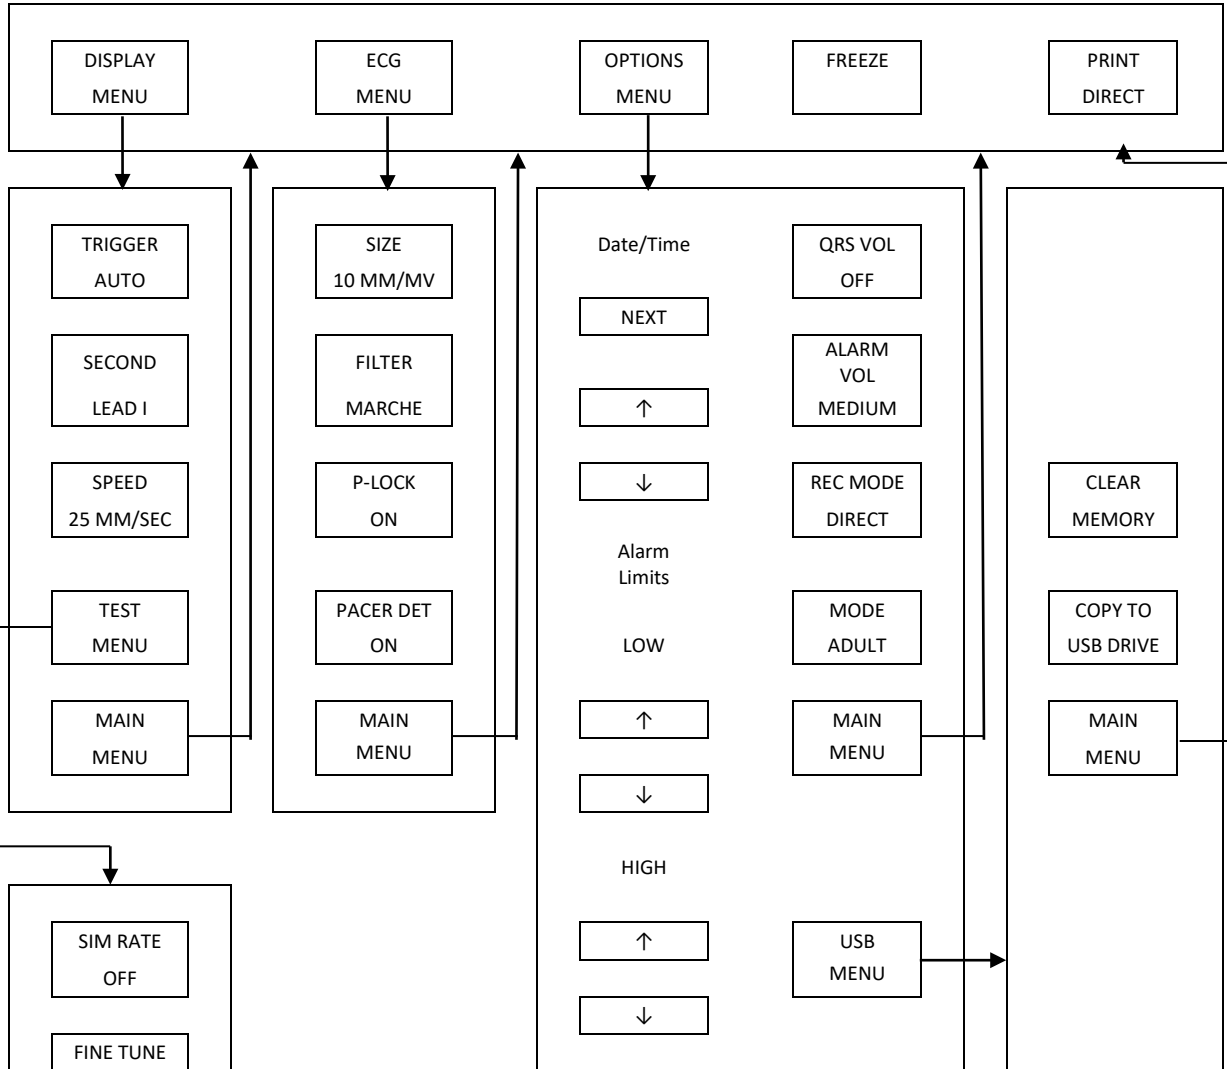 DISPLAY
MENU
ECG
MENU
OPTIONS
MENU
FREEZE
PRINT
DIRECT
TRIGGER
AUTO
SECOND
LEAD I
SPEED
25 MM/SEC
TEST
MENU
MAIN
MENU
SIZE
10 MM/MV
FILTER
MARCHE
P-LOCK
ON
PACER DET
ON
MAIN
MENU
Date/Time
NEXT
↑
↓
Alarm
Limits
LOW
↑
↓
HIGH
↑
↓
QRS VOL
OFF
ALARM
VOL
MEDIUM
REC MODE
DIRECT
MODE
ADULT
MAIN
MENU
USB
MENU
CLEAR
MEMORY
COPY TO
USB DRIVE
MAIN
MENU
SIM RATE
OFF
FINE TUNE